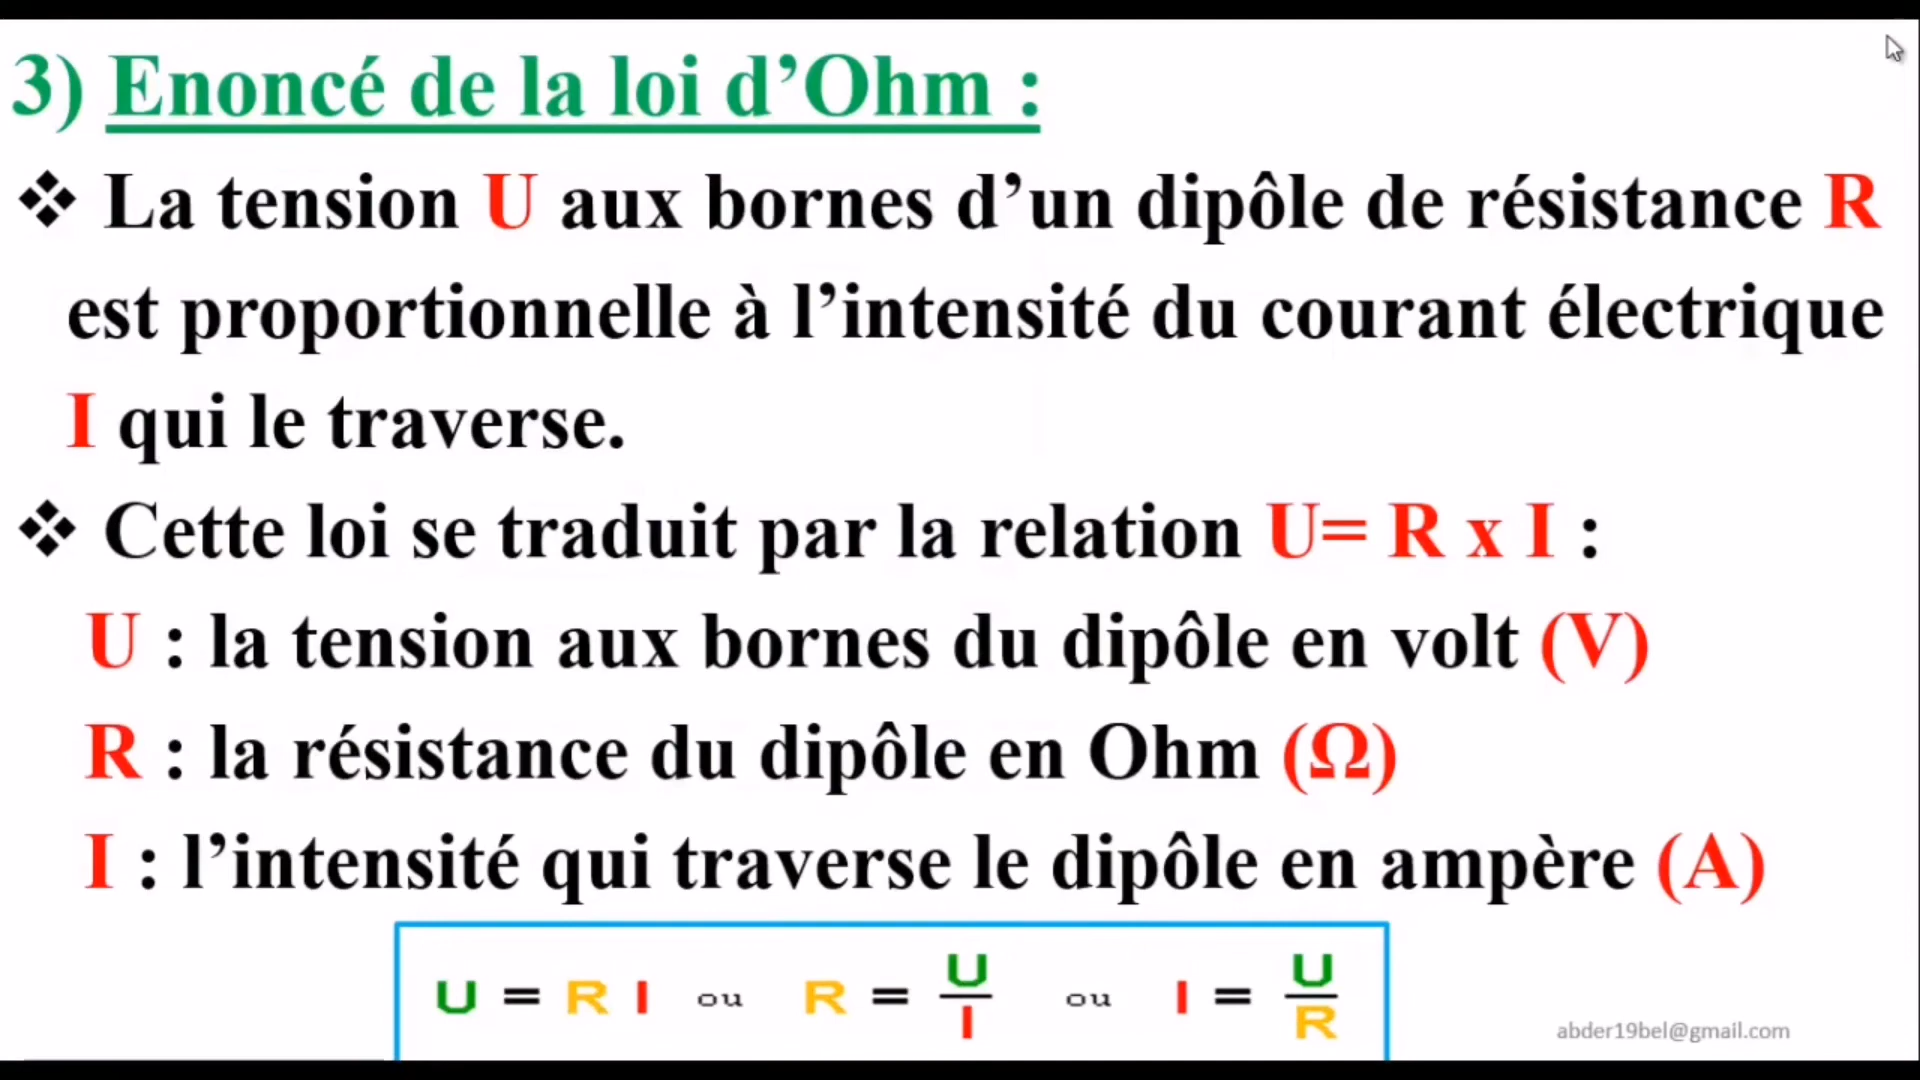 3) Enoncé de la loi d’Ohm :
❖ La tension U aux bornes d’un dipôle de résistance R
est proportionnelle à l’intensité du courant électrique
I qui le traverse.
❖ Cette loi se traduit par la relation U= R x I :
U : la tension aux bornes du dipôle en volt (V)
R : la résistance du dipôle en Ohm (Ω)
I : l’intensité qui traverse le dipôle en ampère (A)
U = R I ou R = U/I ou I = U/R
abder19bel@gmail.com